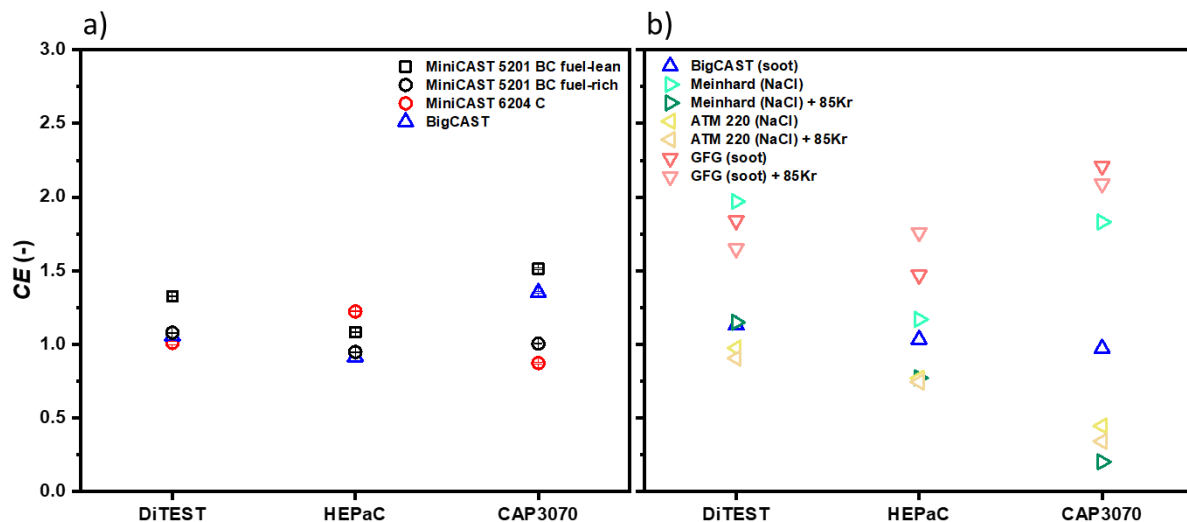 a)
b)
3.0
2.5
2.0
1.5
1.0
0.5
0.0
CE (-)
MiniCAST 5201 BC fuel-lean
MiniCAST 5201 BC fuel-rich
MiniCAST 6204 C
BigCAST
BigCAST (soot)
Meinhard (NaCl)
Meinhard (NaCl) + 85Kr
ATM 220 (NaCl)
ATM 220 (NaCl) + 85Kr
GFG (soot)
GFG (soot) + 85Kr
DiTEST
HEPaC
CAP3070
DiTEST
HEPaC
CAP3070